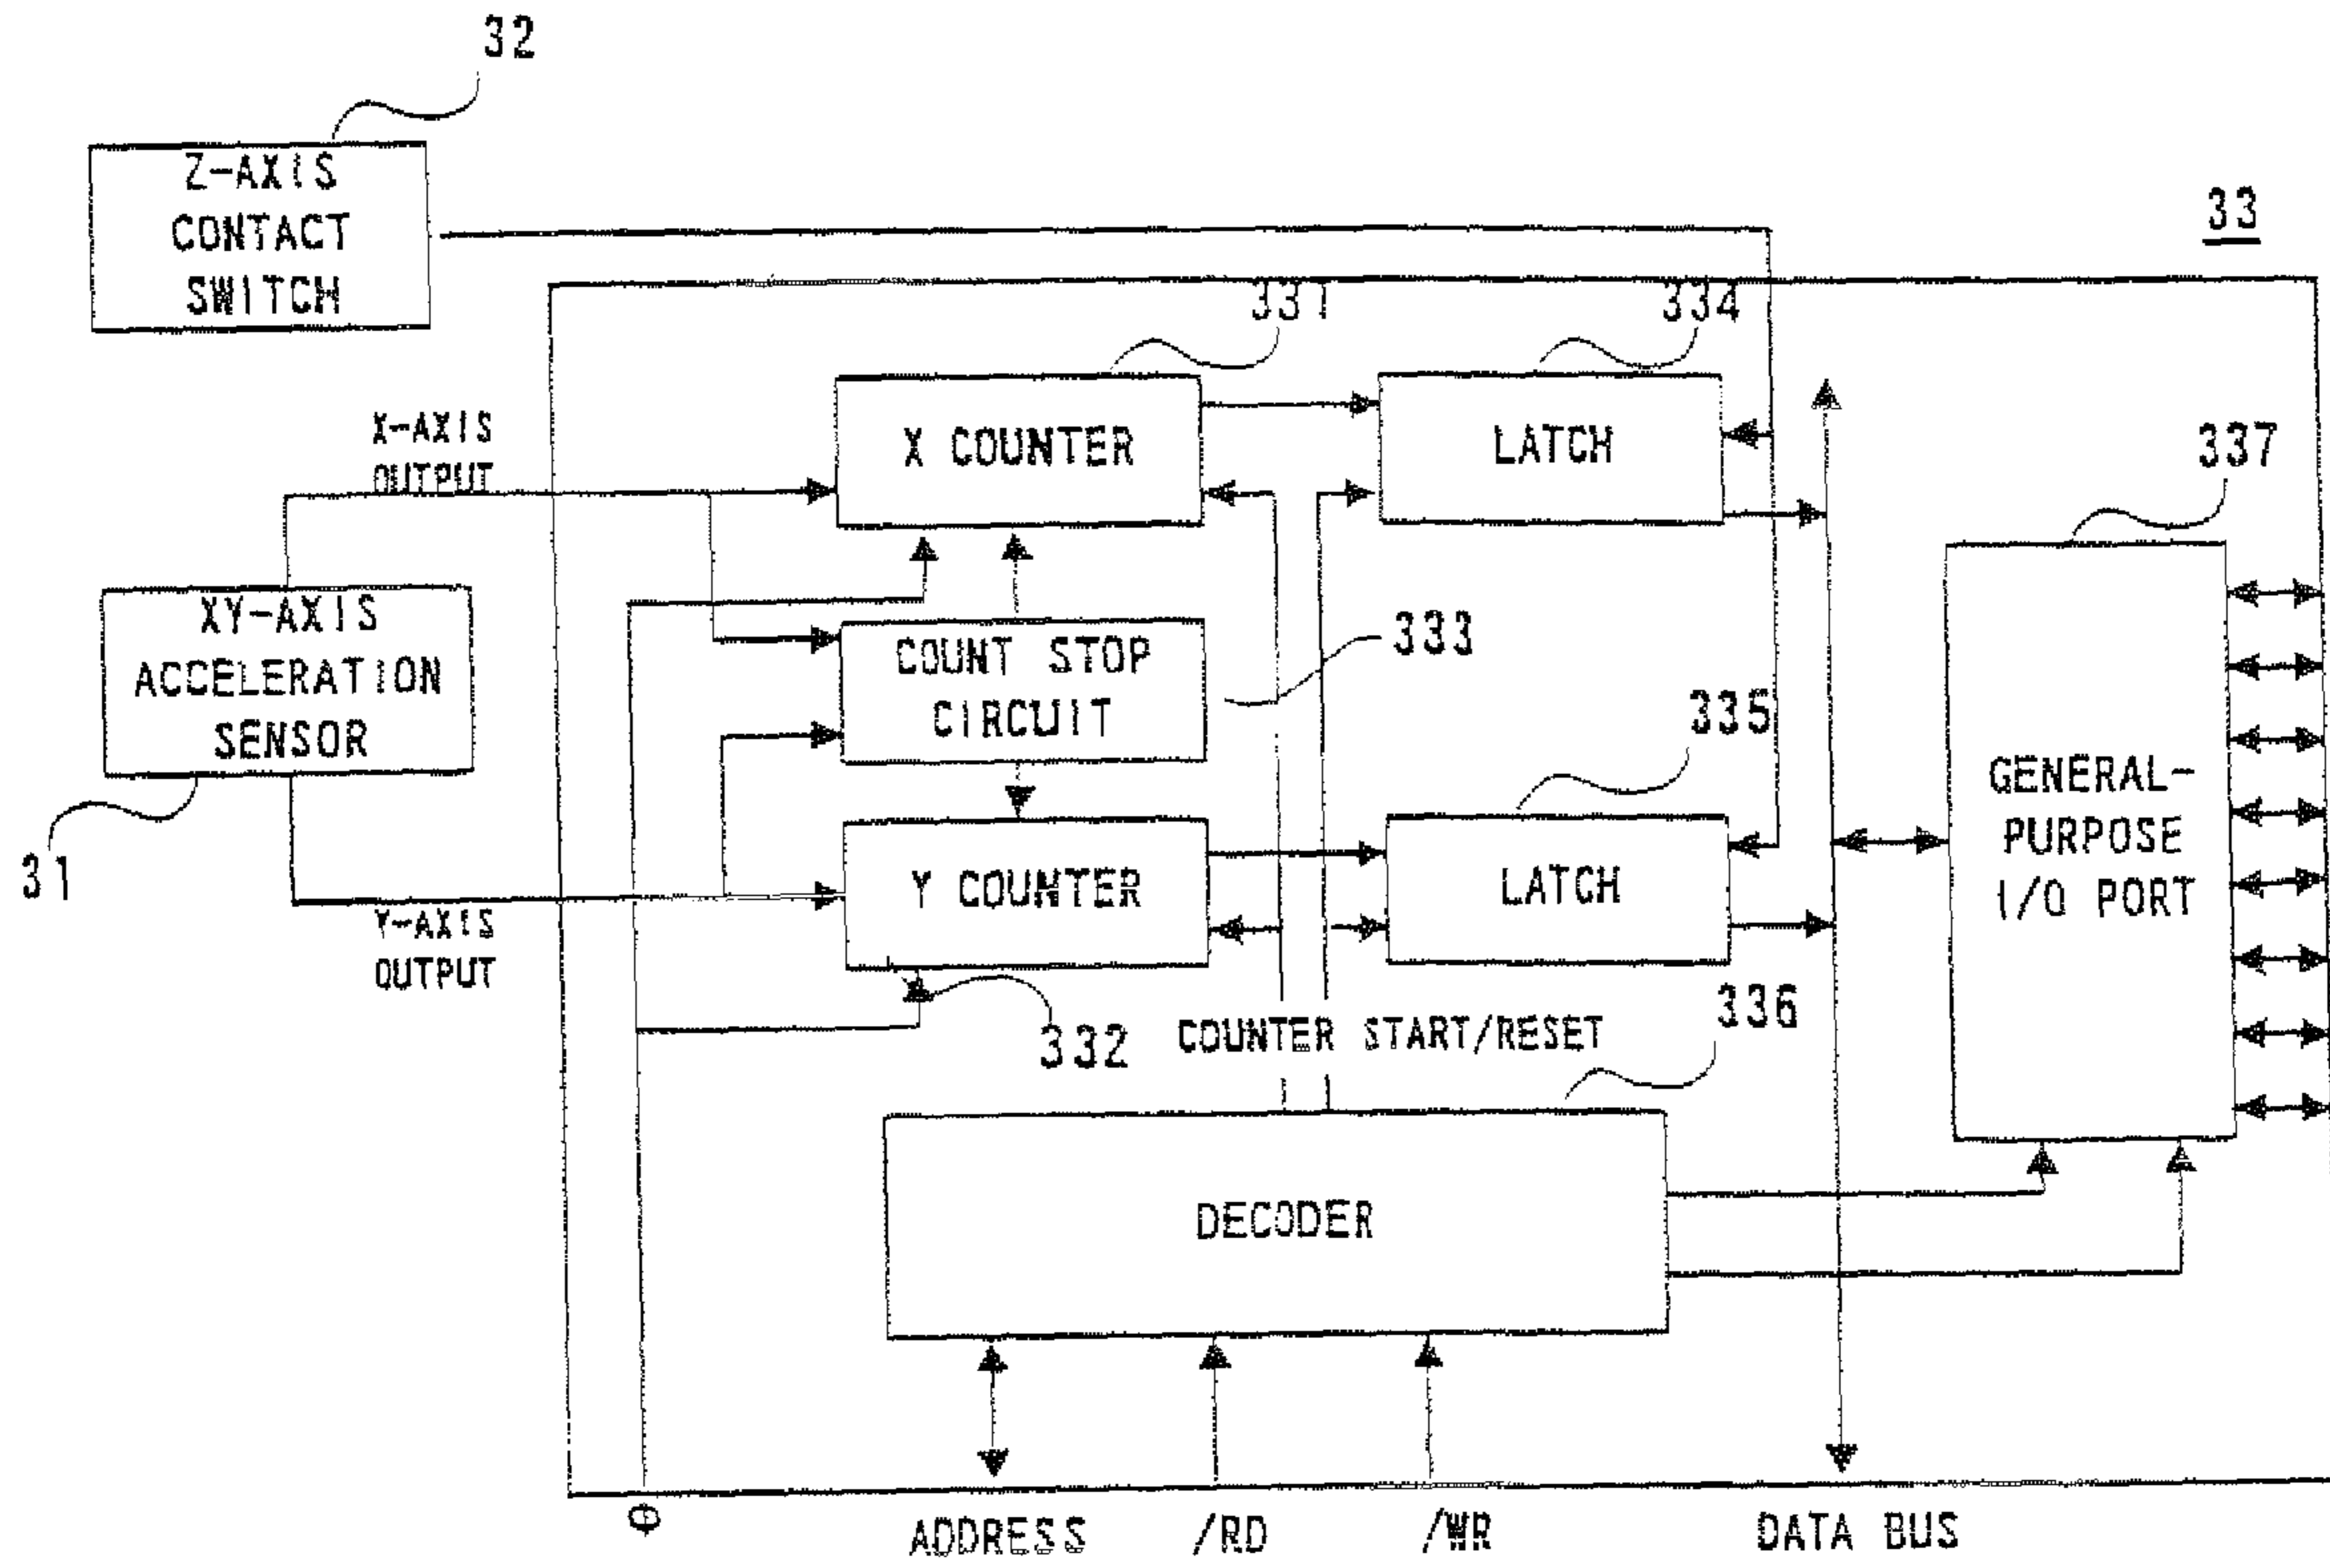 32
Z-AXIS
CONTACT
SWITCH
33
331
334
X-AXIS
OUTPUT
X COUNTER
LATCH
337
XY-AXIS
ACCELERATION
SENSOR
COUNT STOP
CIRCUIT
333
335
GENERAL-
PURPOSE
I/O PORT
31
Y COUNTER
LATCH
Y-AXIS
OUTPUT
332
COUNTER START/RESET
336
DECODER
Φ
ADDRESS
/RD
/WR
DATA BUS